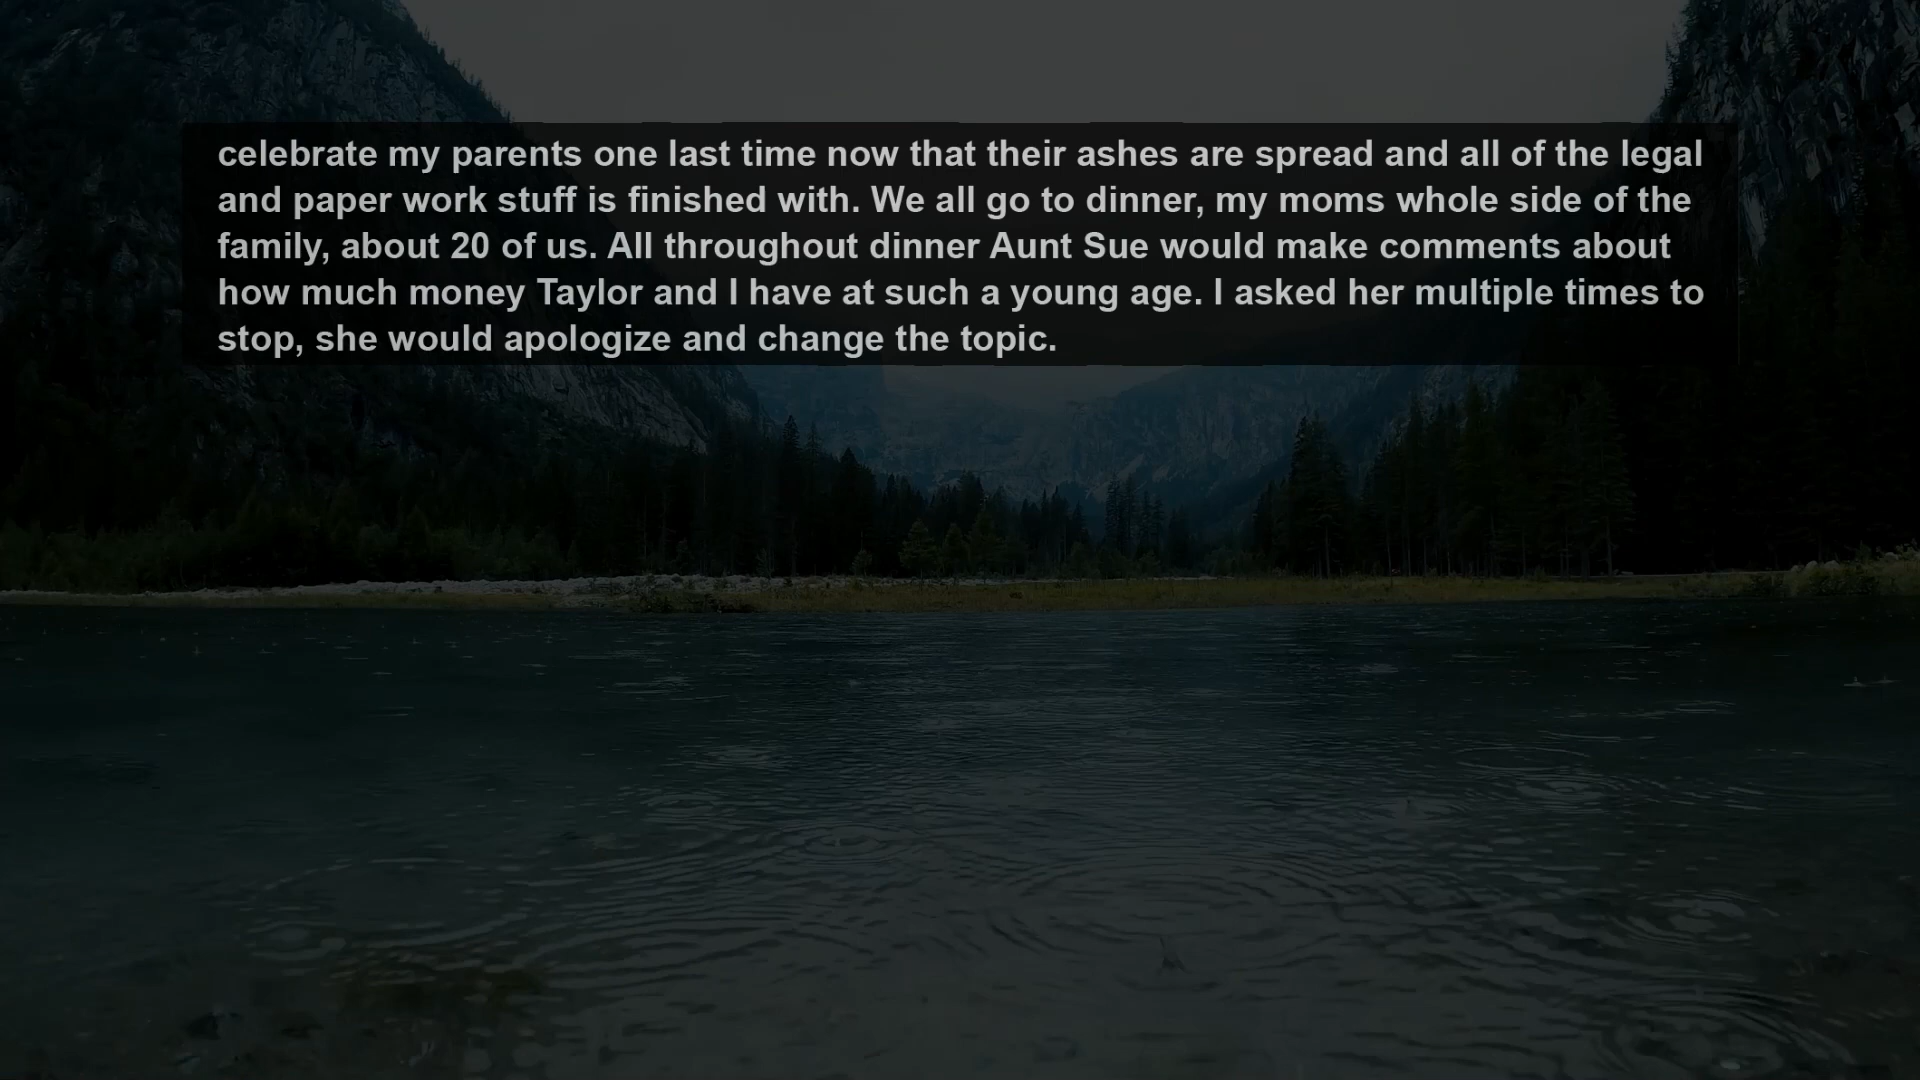 celebrate my parents one last time now that their ashes are spread and all of the legal
and paper work stuff is finished with. We all go to dinner, my moms whole side of the
family, about 20 of us. All throughout dinner Aunt Sue would make comments about
how much money Taylor and I have at such a young age. I asked her multiple times to
stop, she would apologize and change the topic.